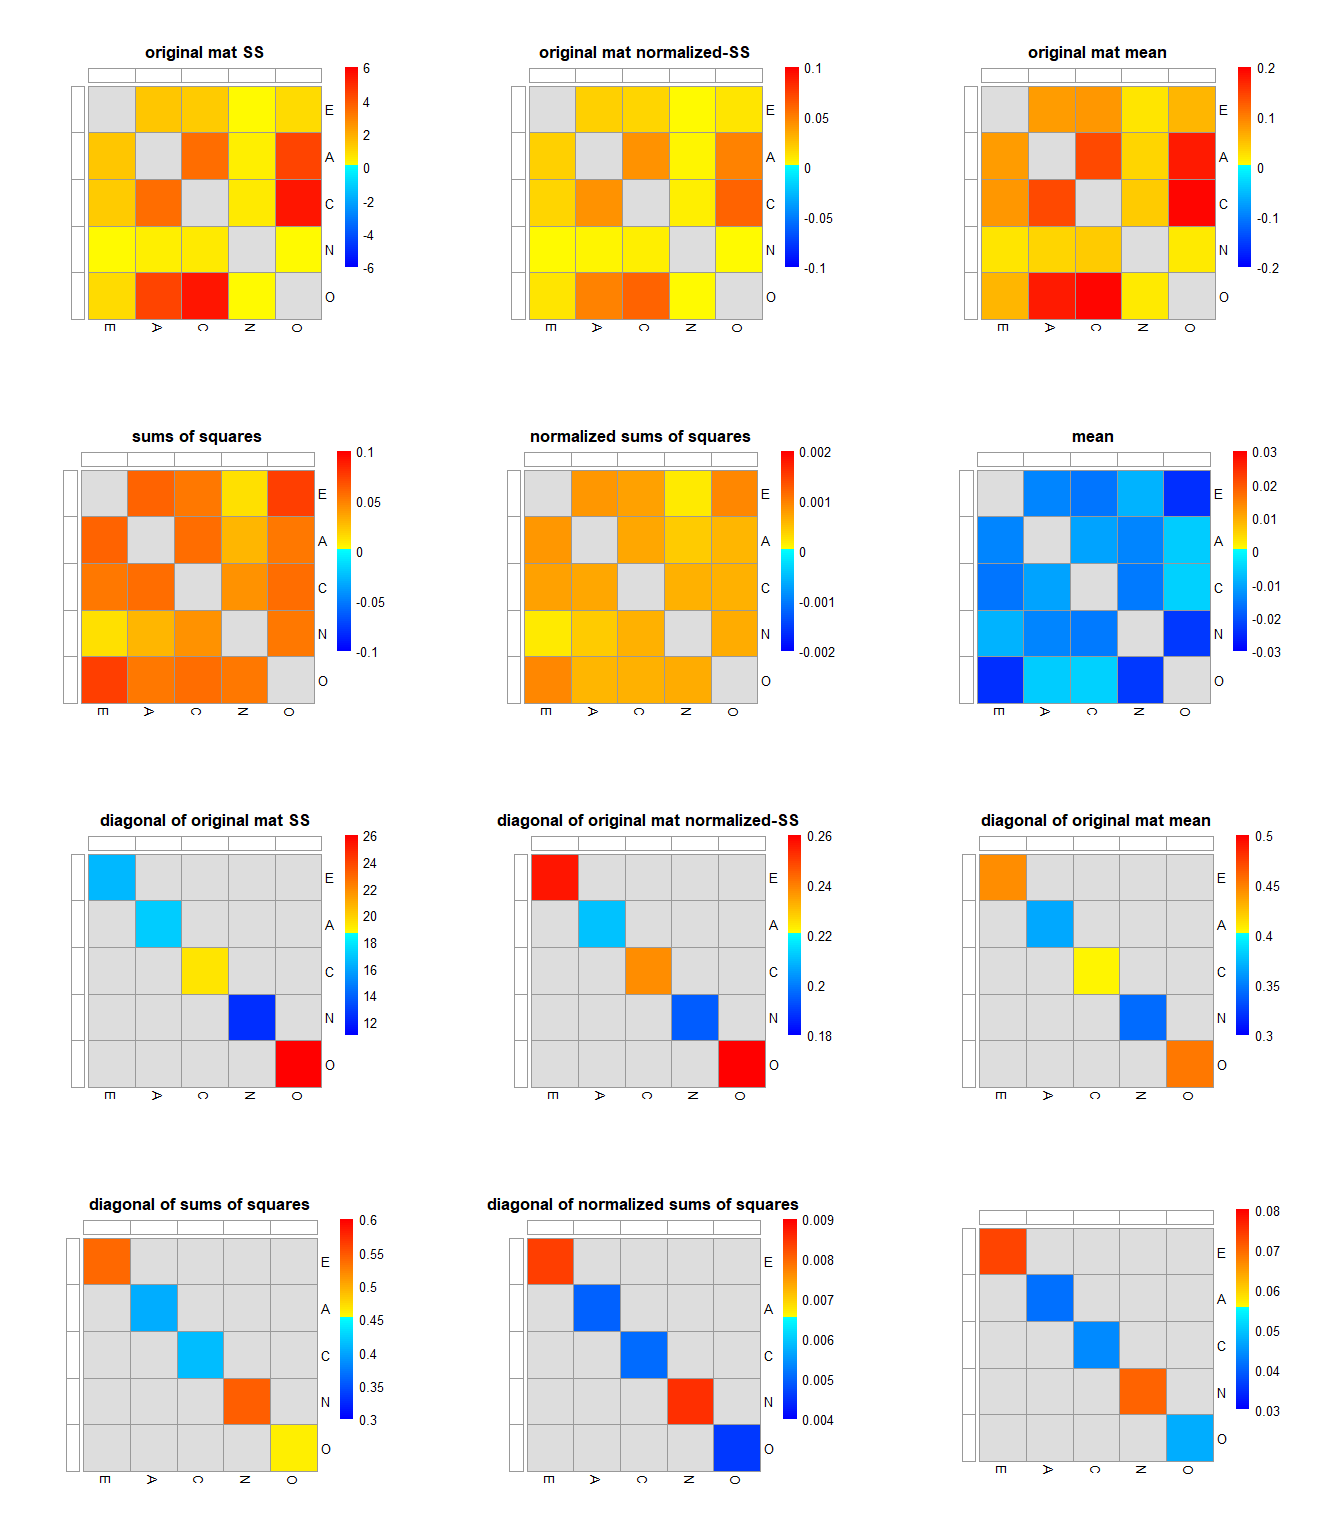 original mat SS
6
4
2
0
-2
-4
-6
E
A
C
N
O
E A C N O
original mat normalized-SS
0.1
0.05
0
-0.05
-0.1
E
A
C
N
O
E A C N O
original mat mean
0.2
0.1
0
-0.1
-0.2
E
A
C
N
O
E A C N O
sums of squares
0.1
0.05
0
-0.05
-0.1
E
A
C
N
O
E A C N O
normalized sums of squares
0.002
0.001
0
-0.001
-0.002
E
A
C
N
O
E A C N O
mean
0.03
0.02
0.01
0
-0.01
-0.02
-0.03
E
A
C
N
O
E A C N O
diagonal of original mat SS
26
24
22
20
18
16
14
12
E
A
C
N
O
E A C N O
diagonal of original mat normalized-SS
0.26
0.24
0.22
0.2
0.18
E
A
C
N
O
E A C N O
diagonal of original mat mean
0.5
0.45
0.4
0.35
0.3
E
A
C
N
O
E A C N O
diagonal of sums of squares
0.6
0.55
0.5
0.45
0.4
0.35
0.3
E
A
C
N
O
E A C N O
diagonal of normalized sums of squares
0.009
0.008
0.007
0.006
0.005
0.004
E
A
C
N
O
E A C N O
0.08
0.07
0.06
0.05
0.04
0.03
E
A
C
N
O
E A C N O